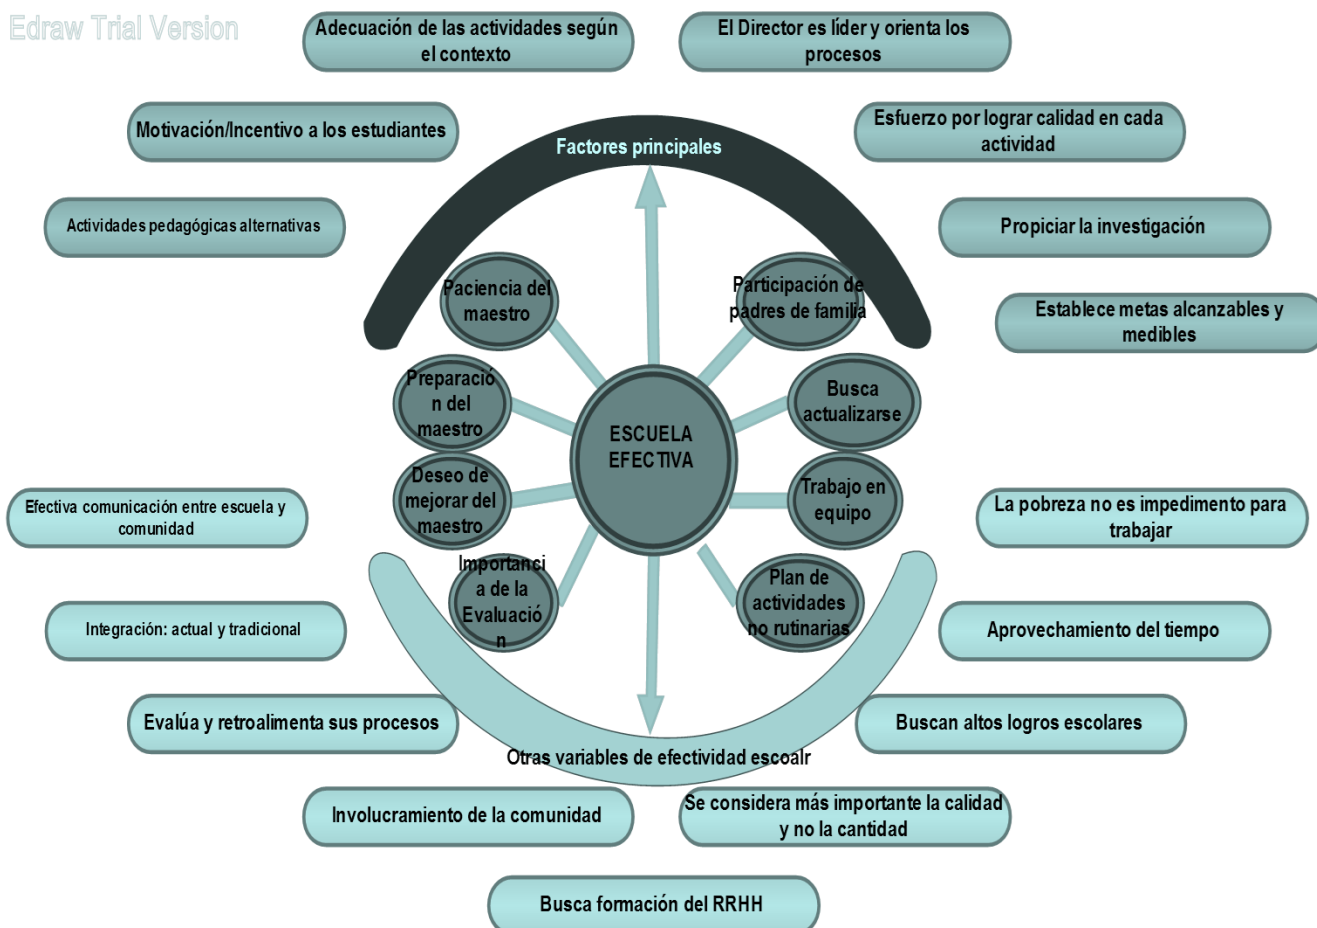 Edraw Trial Version
Adecuación de las actividades según
el contexto
El Director es líder y orienta los
procesos
Motivación/Incentivo a los estudiantes
Esfuerzo por lograr calidad en cada
actividad
Factores principales
Actividades pedagógicas alternativas
Propiciar la investigación
Paciencia del
maestro
Participación de
padres de familia
Establece metas alcanzables y
medibles
Preparació
n del
maestro
Busca
actualizarse
ESCUELA
EFECTIVA
Deseo de
mejorar del
maestro
Trabajo en
equipo
Efectiva comunicación entre escuela y
comunidad
La pobreza no es impedimento para
trabajar
Importanci
a de la
Evaluació
n
Plan de
actividades
no rutinarias
Integración: actual y tradicional
Aprovechamiento del tiempo
Evalúa y retroalimenta sus procesos
Buscan altos logros escolares
Otras variables de efectividad escoalr
Involucramiento de la comunidad
Se considera más importante la calidad
y no la cantidad
Busca formación del RRHH